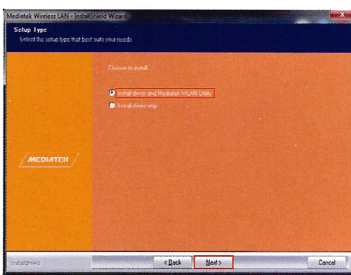 Mediatek Wireless LAN - InstallShield Wizard
Setup Type
Select the setup type that best suits your needs.
Choose to install
Install driver and Mediatek WLAN Utility
Install driver only
MEDIATEK
InstallShield
< Back
Next >
Cancel